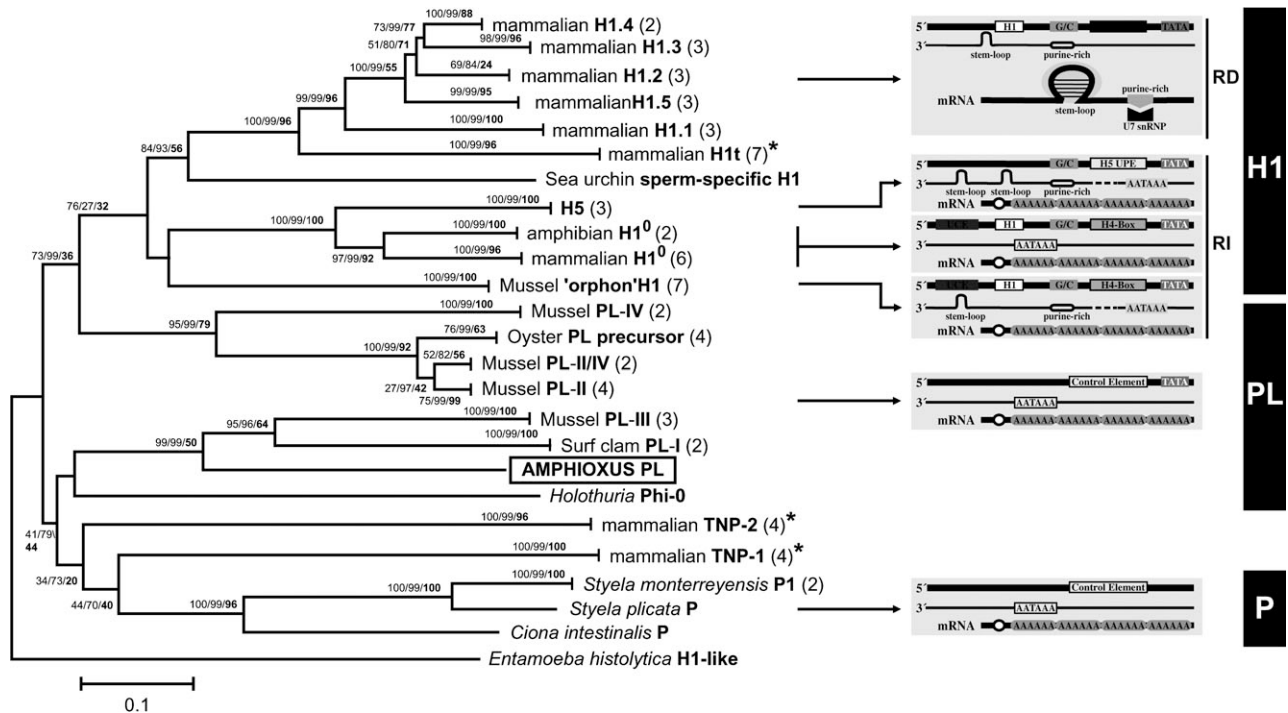 100/99/88
mammalian H1.4 (2)
73/99/77
98/99/96
mammalian H1.3 (3)
51/80/71
69/84/24
mammalian H1.2 (3)
100/99/55
99/99/95
mammalianH1.5 (3)
99/99/96
100/99/100
mammalian H1.1 (3)
100/99/96
100/99/96
mammalian H1t (7)*
84/93/56
Sea urchin sperm-specific H1
76/27/32
100/99/100
H5 (3)
100/99/100
100/99/100
amphibian H1⁰ (2)
97/99/92
100/99/96
mammalian H1⁰ (6)
73/99/36
100/99/100
Mussel 'orphon'H1 (7)
100/99/100
Mussel PL-IV (2)
95/99/79
76/99/63
Oyster PL precursor (4)
100/99/92
52/82/56
Mussel PL-II/IV (2)
27/97/42
75/99/99
Mussel PL-II (4)
100/99/100
Mussel PL-III (3)
95/96/64
100/99/100
Surf clam PL-I (2)
99/99/50
AMPHIOXUS PL
Holothuria Phi-0
41/79\
44
100/99/96
mammalian TNP-2 (4)*
34/73/20
100/99/100
mammalian TNP-1 (4)*
44/70/40
100/99/100
100/99/100
Styela monterreyensis P1 (2)
100/99/96
Styela plicata P
Ciona intestinalis P
Entamoeba histolytica H1-like
0.1
5´ H1 G/C TATA
3´
stem-loop purine-rich
mRNA
stem-loop
purine-rich
U7 snRNP
RD
5´ G/C H5 UPE TATA
3´ AATAAA
stem-loop stem-loop purine-rich
mRNA AAAAAA AAAAAA AAAAAA AAAAAA
5´ UCE H1 G/C H4-Box TATA
3´ AATAAA
mRNA AAAAAA AAAAAA AAAAAA AAAAAA
RI
5´ UCE H1 G/C H4-Box TATA
3´ AATAAA
stem-loop purine-rich
mRNA AAAAAA AAAAAA AAAAAA AAAAAA
H1
5´ Control Element TATA
3´ AATAAA
mRNA AAAAAA AAAAAA AAAAAA AAAAAA
PL
5´ Control Element
3´ AATAAA
mRNA AAAAAA AAAAAA AAAAAA AAAAAA
P